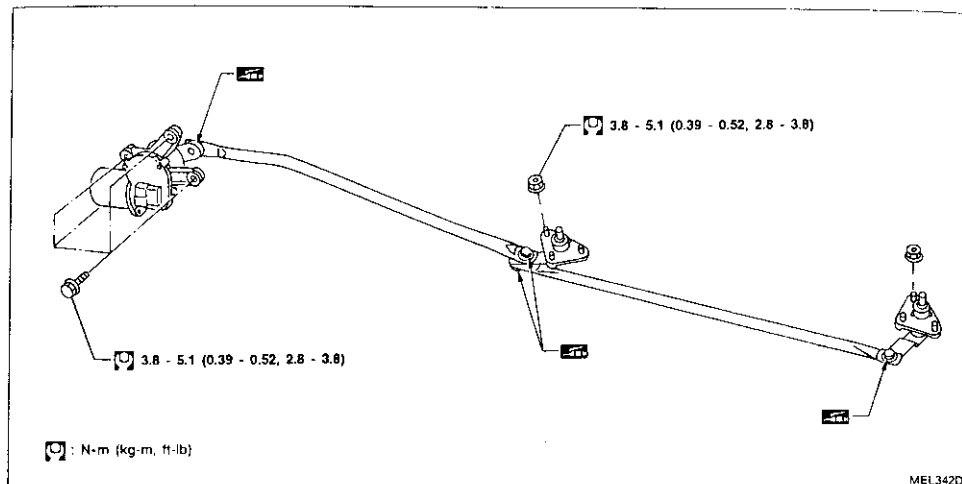 3.8 - 5.1 (0.39 - 0.52, 2.8 - 3.8)
3.8 - 5.1 (0.39 - 0.52, 2.8 - 3.8)
: N•m (kg-m, ft-lb)
MEL342D